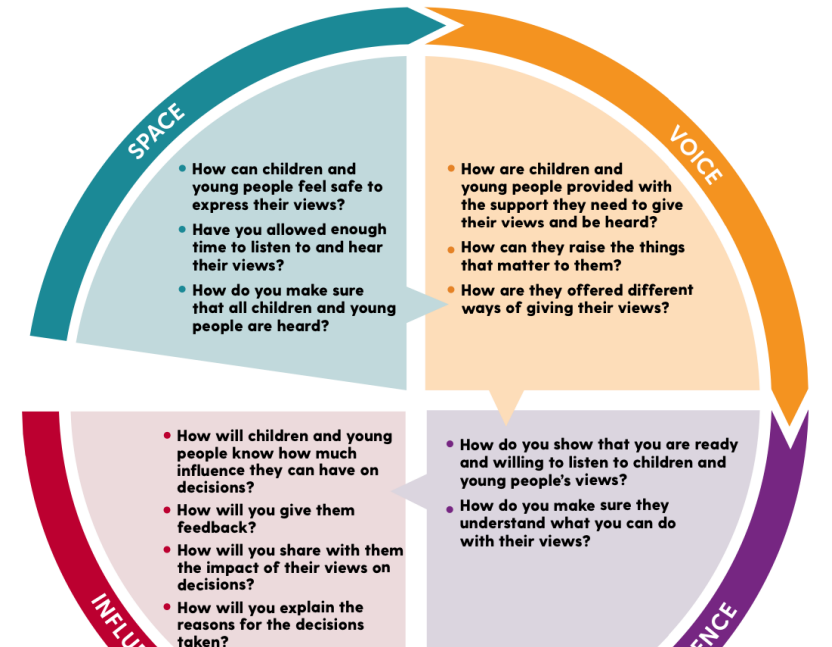 SPACE
• How can children and
young people feel safe to
express their views?
• Have you allowed enough
time to listen to and hear
their views?
• How do you make sure
that all children and young
people are heard?
VOICE
• How are children and
young people provided with
the support they need to give
their views and be heard?
• How can they raise the things
that matter to them?
• How are they offered different
ways of giving their views?
• How do you show that you are ready
and willing to listen to children and
young people's views?
• How do you make sure they
understand what you can do
with their views?
ENCE
• How will children and young
people know how much
influence they can have on
decisions?
• How will you give them
feedback?
• How will you share with them
the impact of their views on
decisions?
• How will you explain the
reasons for the decisions
taken?
INFLU